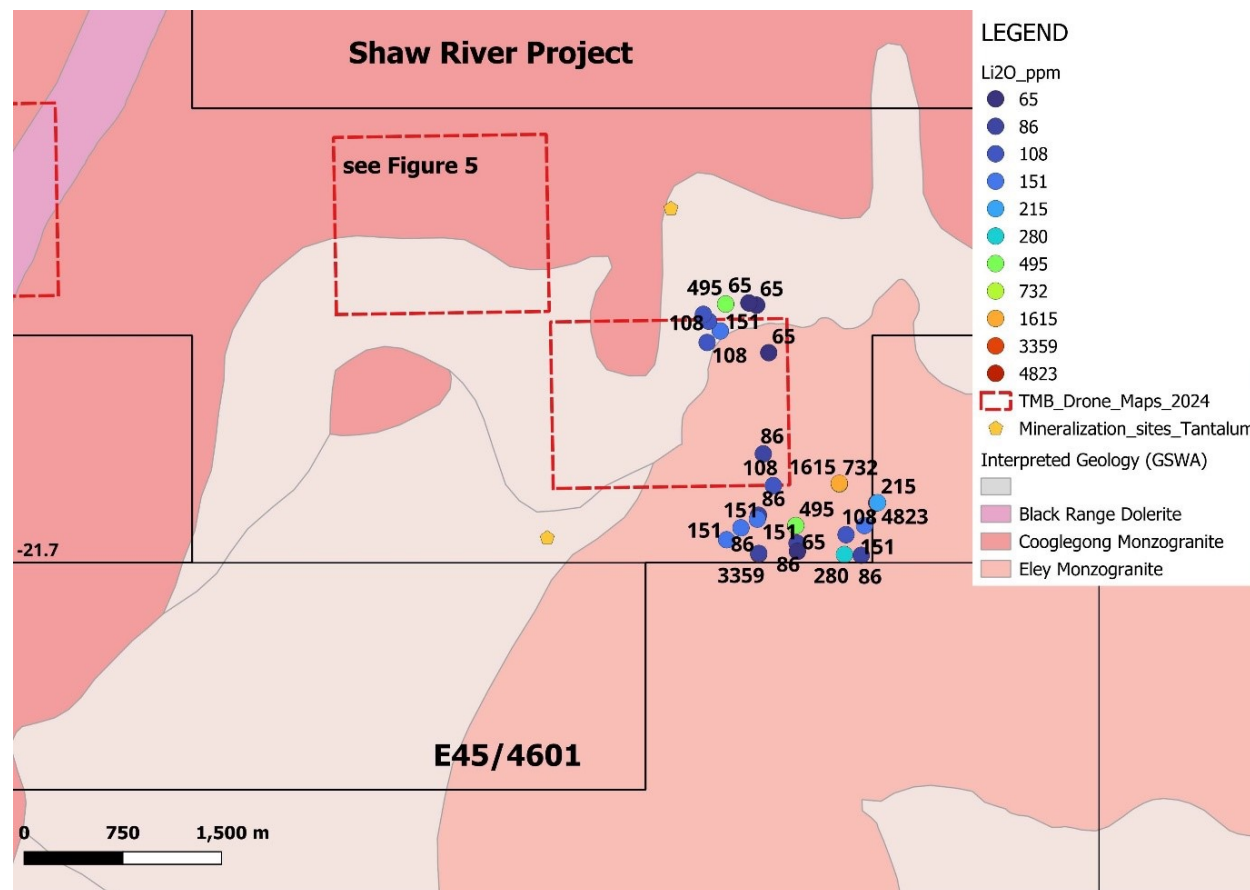 Shaw River Project
see Figure 5
495 65 65
108 151
65
108
86
108 1615 732
86 215
151 495 108 4823
151 151
86 65 151
3359 86 280 86
-21.7
E45/4601
0 750 1,500 m
LEGEND
Li2O_ppm
65
86
108
151
215
280
495
732
1615
3359
4823
TMB_Drone_Maps_2024
Mineralization_sites_Tantalum
Interpreted Geology (GSWA)
Black Range Dolerite
Cooglegong Monzogranite
Eley Monzogranite